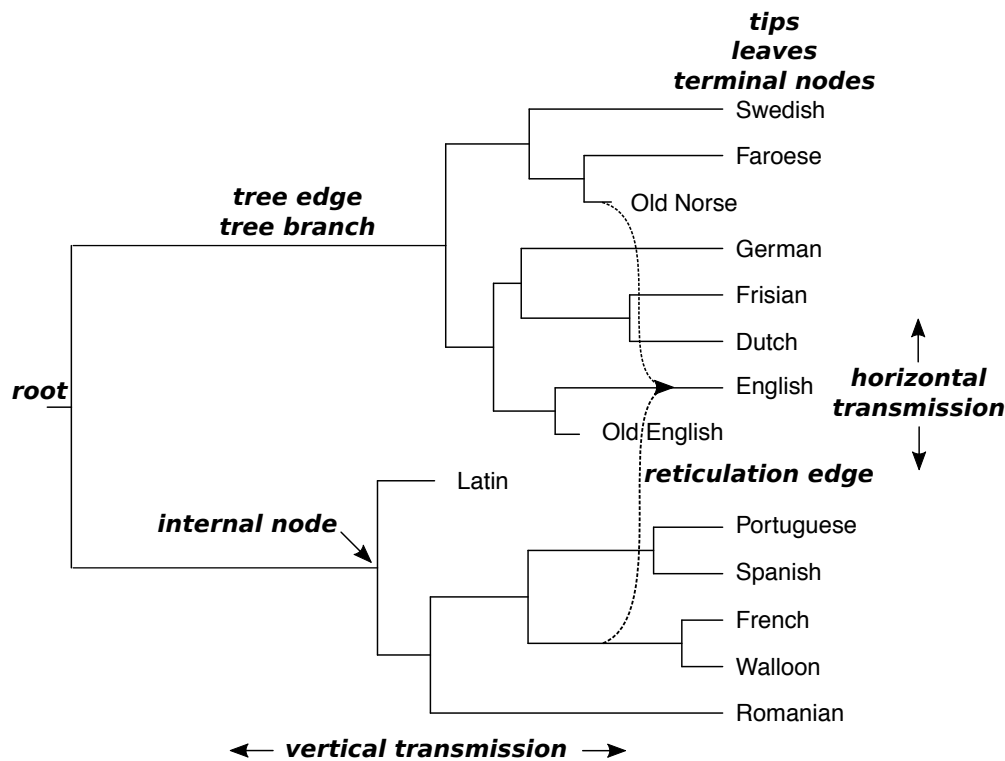 tips
leaves
terminal nodes
Swedish
Faroese
tree edge
tree branch
Old Norse
German
Frisian
Dutch
root
English
horizontal
transmission
Old English
reticulation edge
Latin
internal node
Portuguese
Spanish
French
Walloon
Romanian
vertical transmission